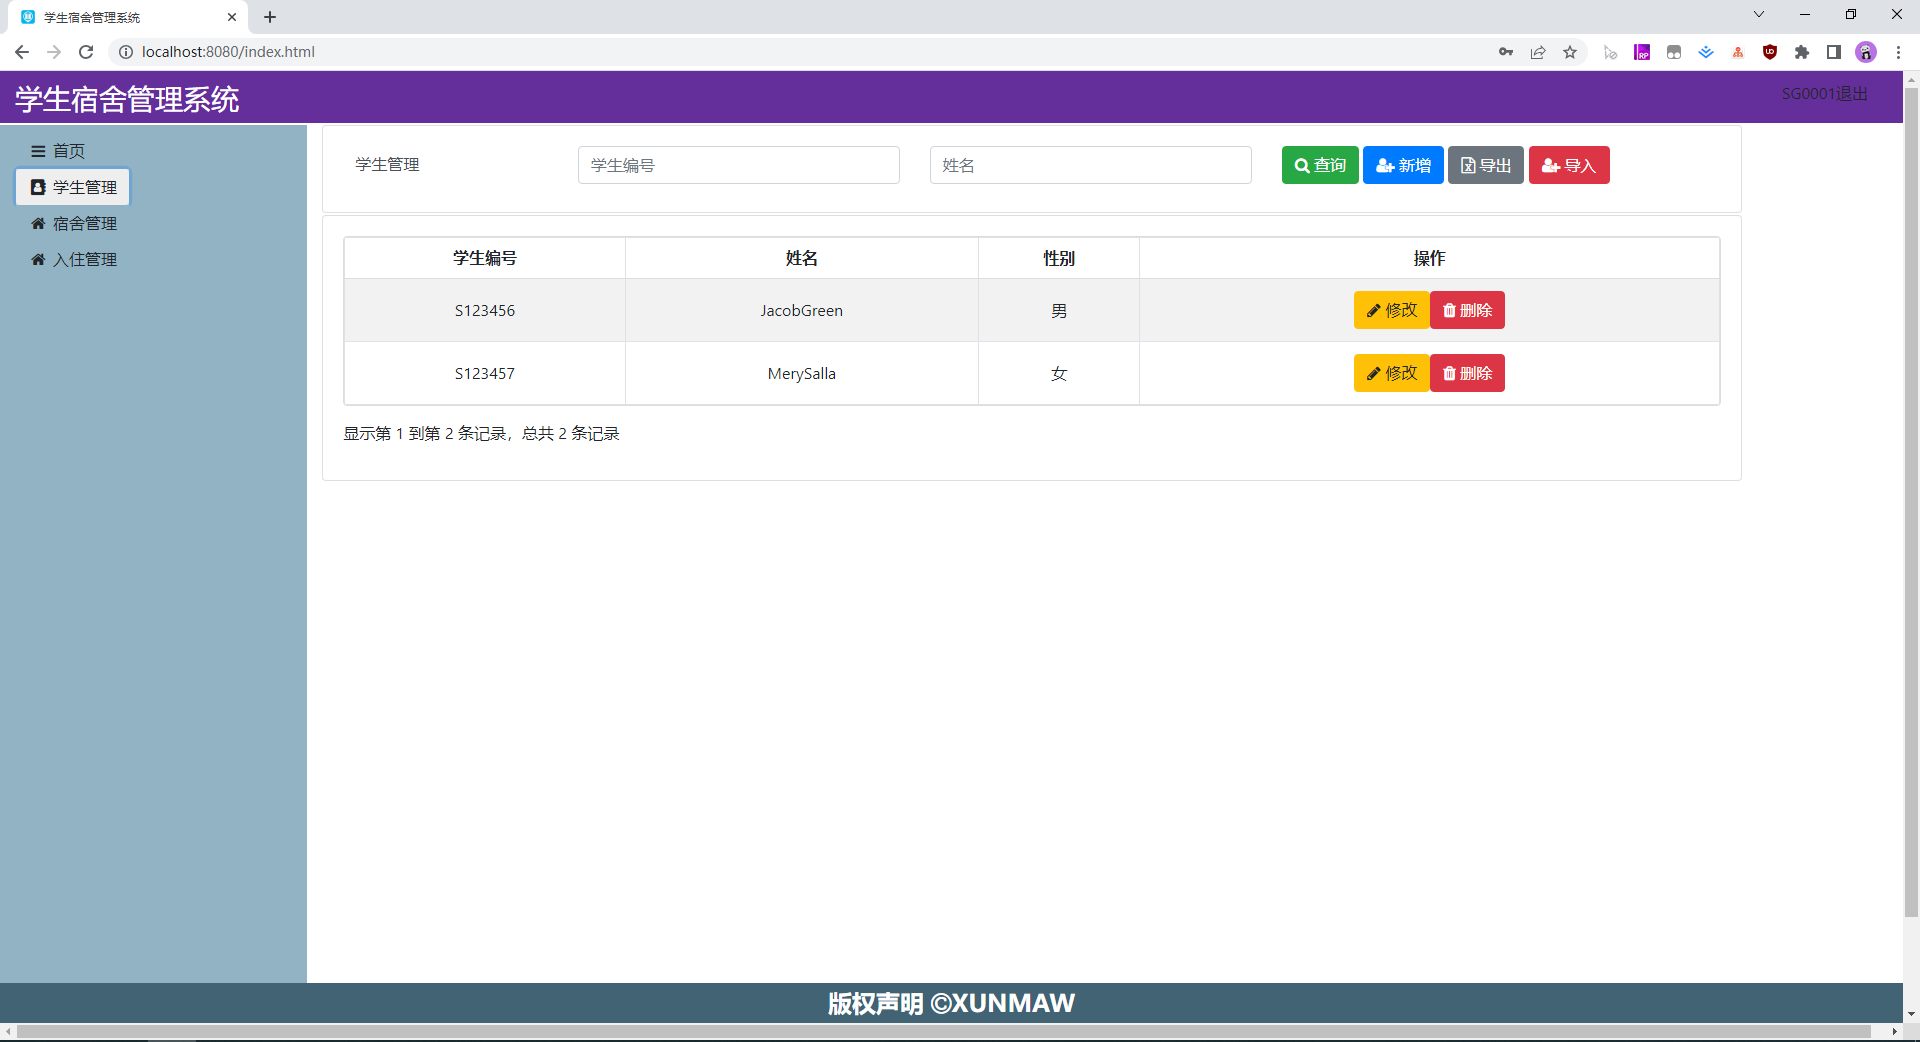 学生宿舍管理系统
localhost:8080/index.html
学生宿舍管理系统
SG0001退出
首页
学生管理
宿舍管理
入住管理
学生管理 学生编号 姓名 查询 新增 导出 导入
学生编号 姓名 性别 操作
S123456 JacobGreen 男 修改 删除
S123457 MerySalla 女 修改 删除
显示第 1 到第 2 条记录，总共 2 条记录
版权声明 ©XUNMAW